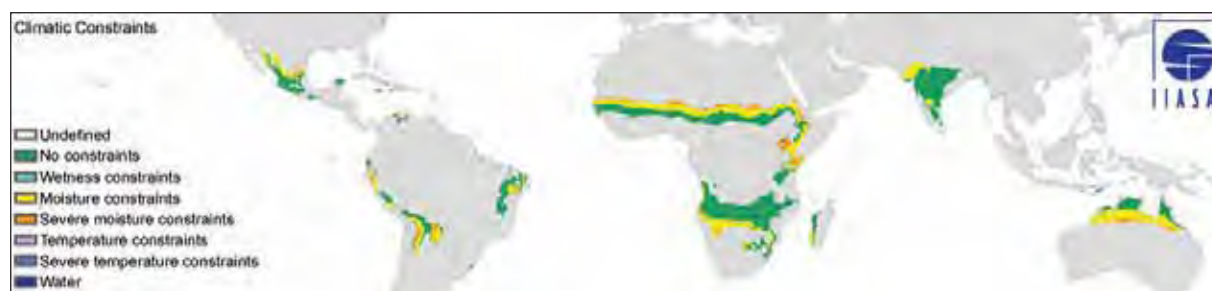 Climatic Constraints
Undefined
No constraints
Wetness constraints
Moisture constraints
Severe moisture constraints
Temperature constraints
Severe temperature constraints
Water
IIASA